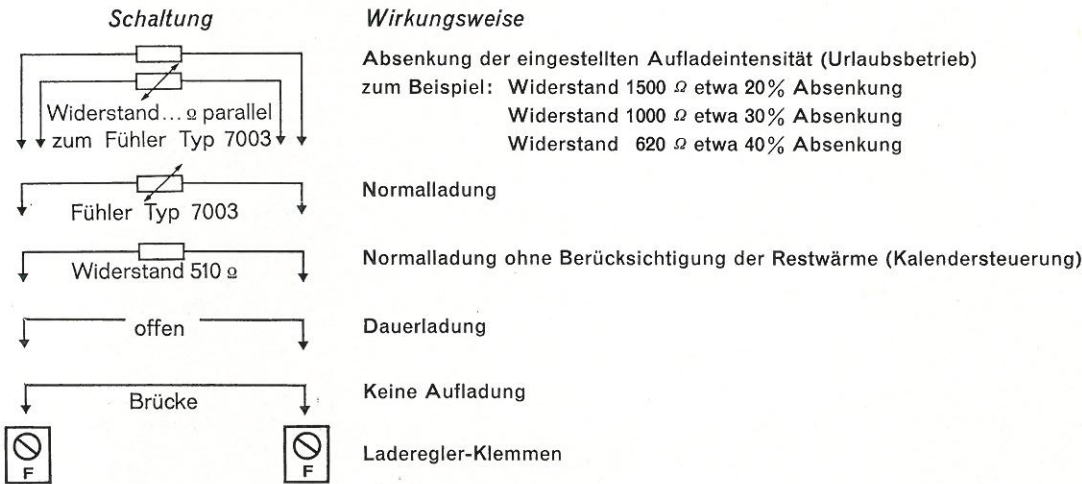 Schaltung Wirkungsweise
Absenkung der eingestellten Aufladeintensität (Urlaubsbetrieb)
zum Beispiel: Widerstand 1500 Ω etwa 20% Absenkung
Widerstand... Ω parallel Widerstand 1000 Ω etwa 30% Absenkung
zum Fühler Typ 7003 Widerstand 620 Ω etwa 40% Absenkung
Normalladung
Fühler Typ 7003
Widerstand 510 Ω
Normalladung ohne Berücksichtigung der Restwärme (Kalendersteuerung)
offen Dauerladung
Brücke Keine Aufladung
F F Laderegler-Klemmen